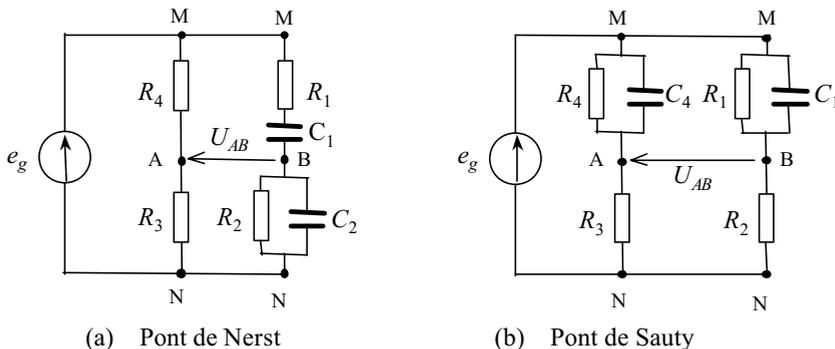 M M
R4 R1
C1
eg A UAB B
R3 R2 C2
N N
(a) Pont de Nerst
M M
R4 C4 R1 C1
eg A B
UAB
R3 R2
N N
(b) Pont de Sauty